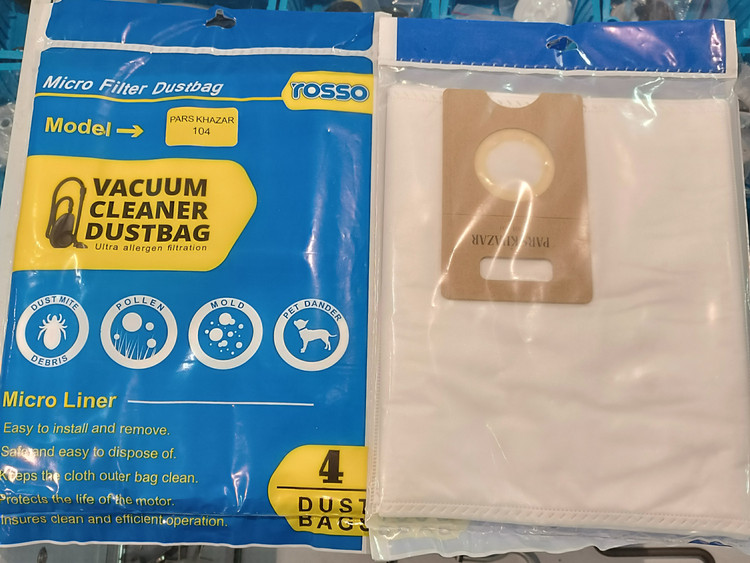 Micro Filter Dustbag
rosso
Model→
PARS KHAZAR
104
VACUUM
CLEANER
DUSTBAG
Ultra allergen filtration
DUST MITE
DEBRIS
POLLEN
MOLD
PET DANDER
Micro Liner
Easy to install and remove.
Safe and easy to dispose of.
Keeps the cloth outer bag clean.
Protects the life of the motor.
Insures clean and efficient operation.
4
DUST
BAGS
PARS KHAZAR